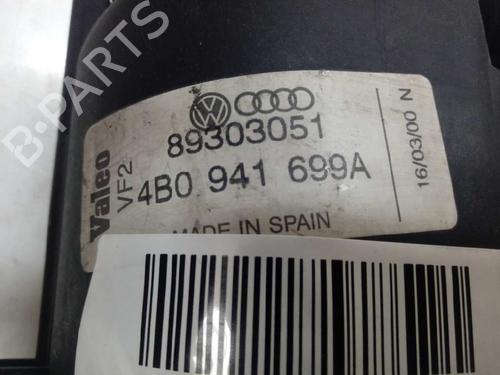 B-PARTS
89303051
Valeo
VF2
4B0 941 699A
MADE IN SPAIN
16/03/00 N